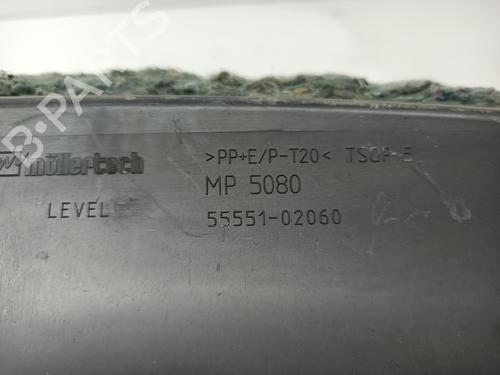 B-PARTS
>PP+E/P-T20< TSOP-5
möllertech
MP 5080
LEVEL
55551-02060